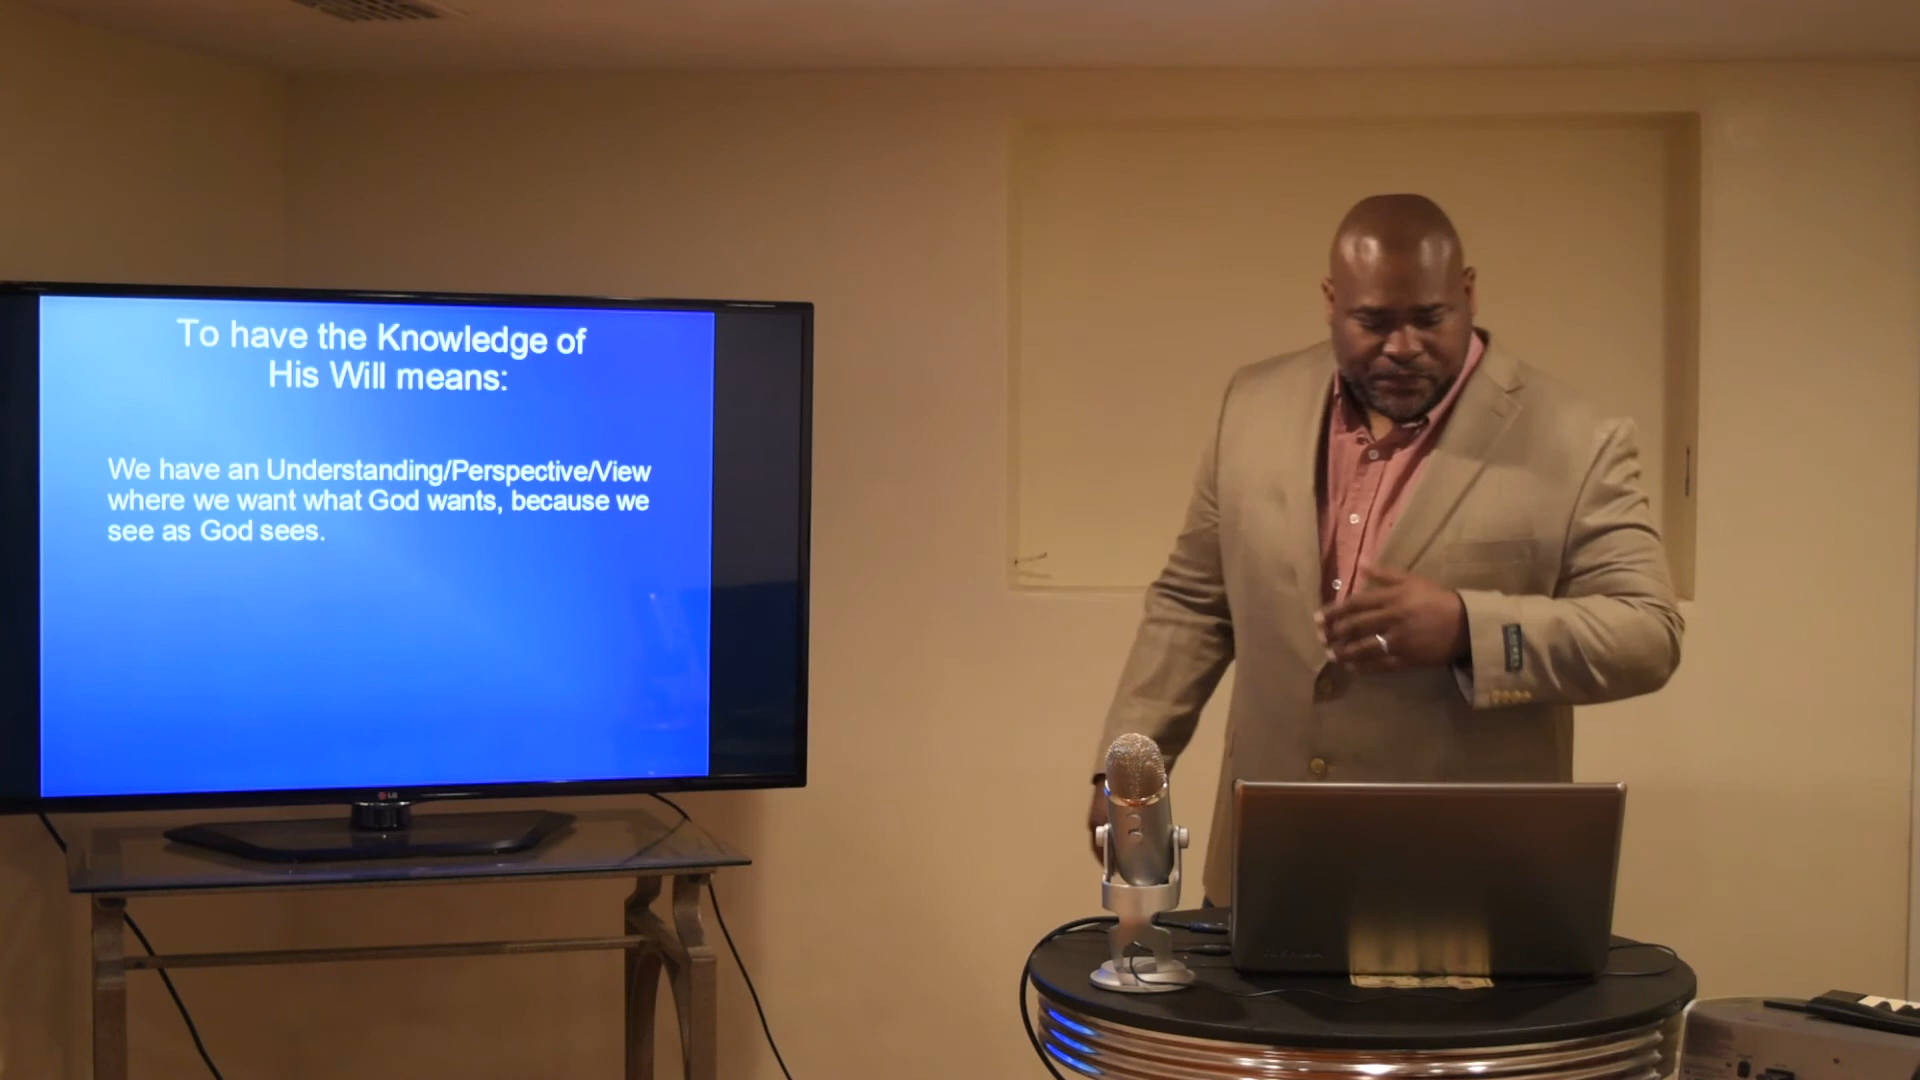 To have the Knowledge of
His Will means:
We have an Understanding/Perspective/View
where we want what God wants, because we
see as God sees.
LG